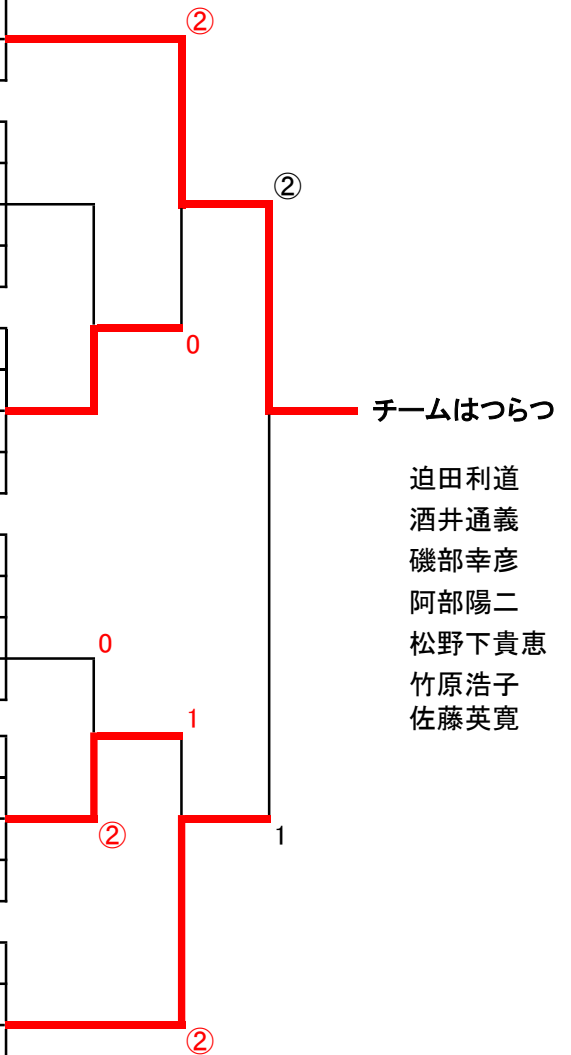 ②
②
0
チームはつらつ
迫田利道
酒井通義
磯部幸彦
阿部陽二
松野下貴恵
竹原浩子
佐藤英寛
0
1
②
1
②